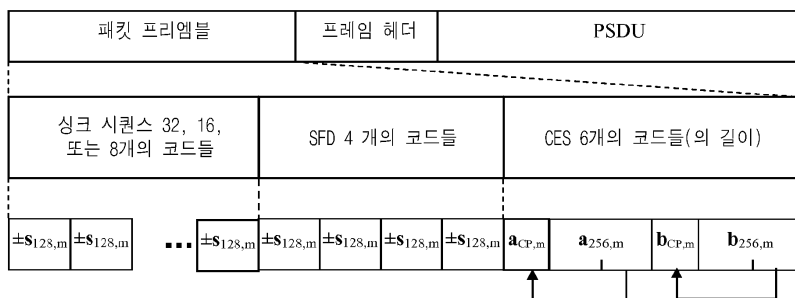 패킷 프리앰블
프레임 헤더
PSDU
싱크 시퀀스 32, 16,
또는 8개의 코드들
SFD 4 개의 코드들
CES 6개의 코드들(의 길이)
±s128,m
±s128,m
...
±s128,m
±s128,m
±s128,m
±s128,m
±s128,m
aCP,m
a256,m
bCP,m
b256,m